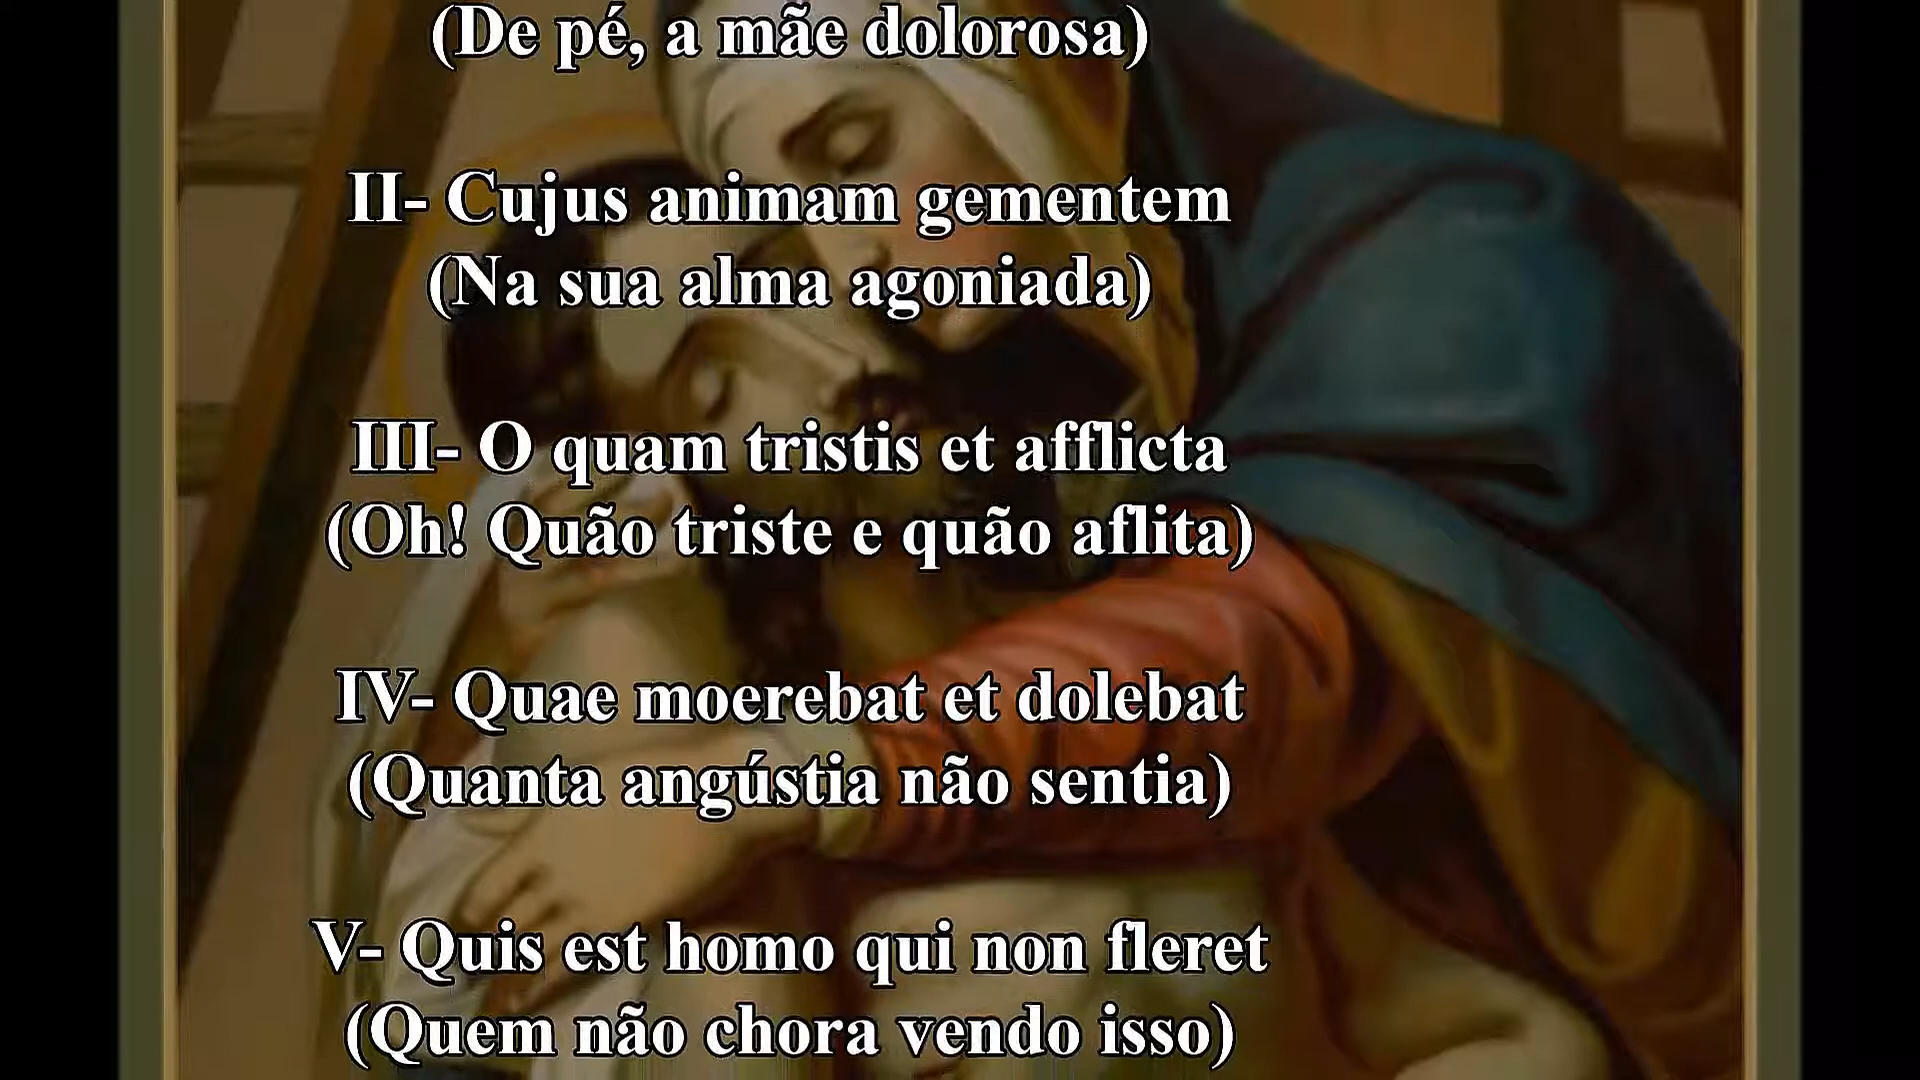 (De pé, a mãe dolorosa)
II- Cujus animam gementem
(Na sua alma agoniada)
III- O quam tristis et afflicta
(Oh! Quão triste e quão aflita)
IV- Quae moerebat et dolebat
(Quanta angústia não sentia)
V- Quis est homo qui non fleret
(Quem não chora vendo isso)